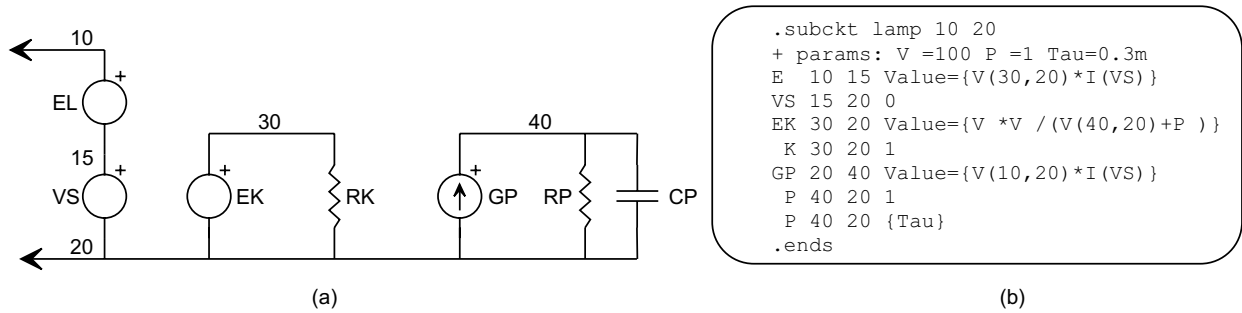 10
EL
15
VS
20
30
EK
RK
40
GP
RP
CP
(a)
.subckt lamp 10 20
+ params: V =100 P =1 Tau=0.3m
E 10 15 Value={V(30,20)*I(VS)}
VS 15 20 0
EK 30 20 Value={V *V /(V(40,20)+P )}
K 30 20 1
GP 20 40 Value={V(10,20)*I(VS)}
P 40 20 1
P 40 20 {Tau}
.ends
(b)